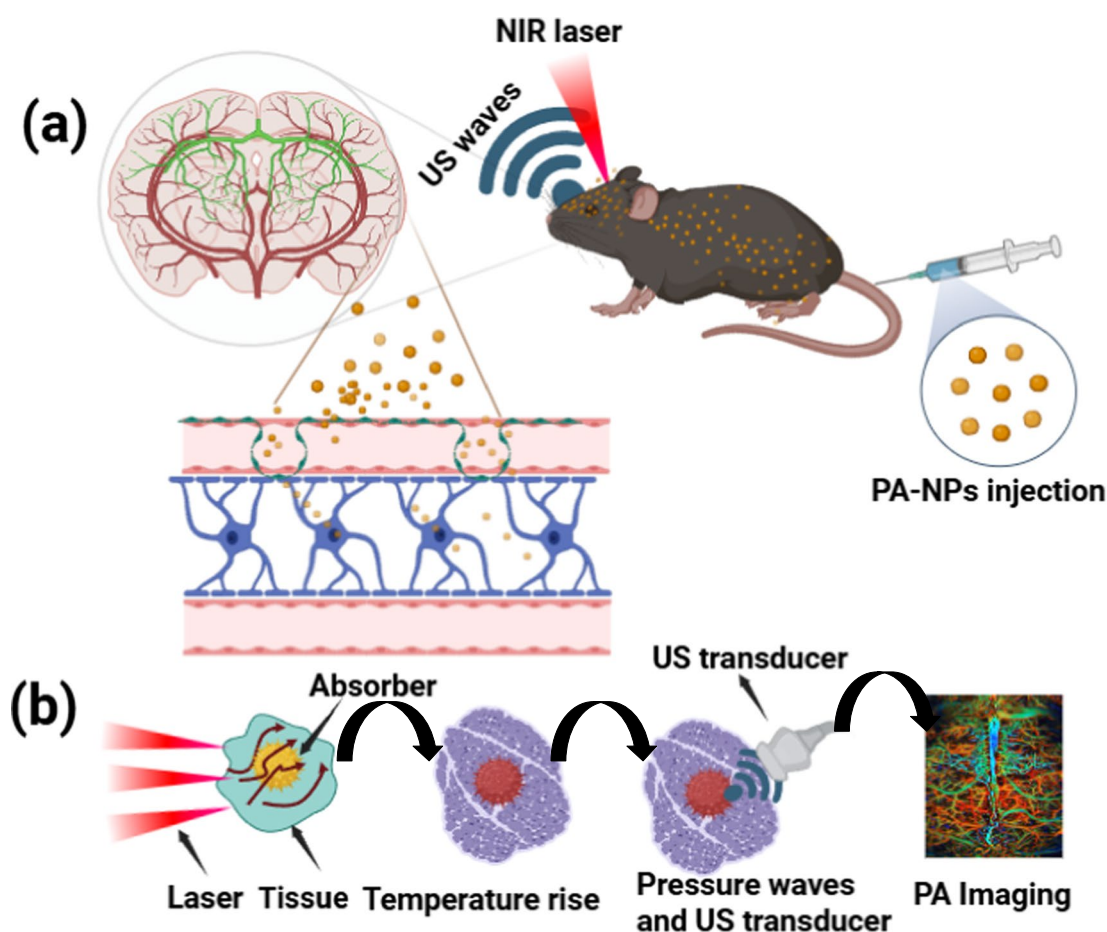 NIR laser
(a)
US waves
PA-NPs injection
US transducer
(b)
Absorber
Laser
Tissue
Temperature rise
Pressure waves
and US transducer
PA Imaging